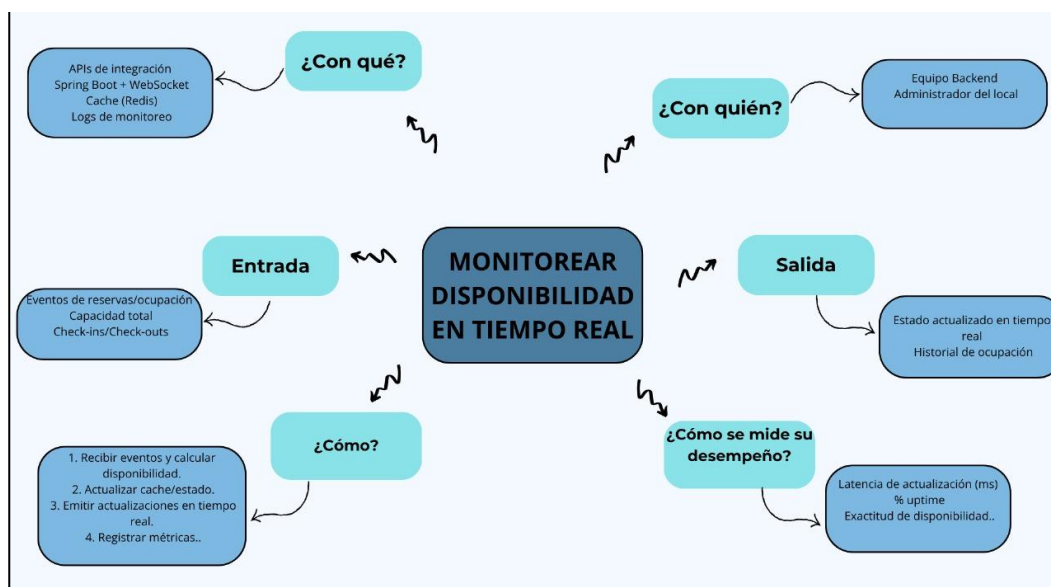 ¿Con qué?
APIs de integración
Spring Boot + WebSocket
Cache (Redis)
Logs de monitoreo
¿Con quién?
Equipo Backend
Administrador del local
MONITOREAR
DISPONIBILIDAD
EN TIEMPO REAL
Entrada
Eventos de reservas/ocupación
Capacidad total
Check-ins/Check-outs
Salida
Estado actualizado en tiempo
real
Historial de ocupación
¿Cómo?
1. Recibir eventos y calcular
disponibilidad.
2. Actualizar cache/estado.
3. Emitir actualizaciones en tiempo
real.
4. Registrar métricas..
¿Cómo se mide su
desempeño?
Latencia de actualización (ms)
% uptime
Exactitud de disponibilidad..